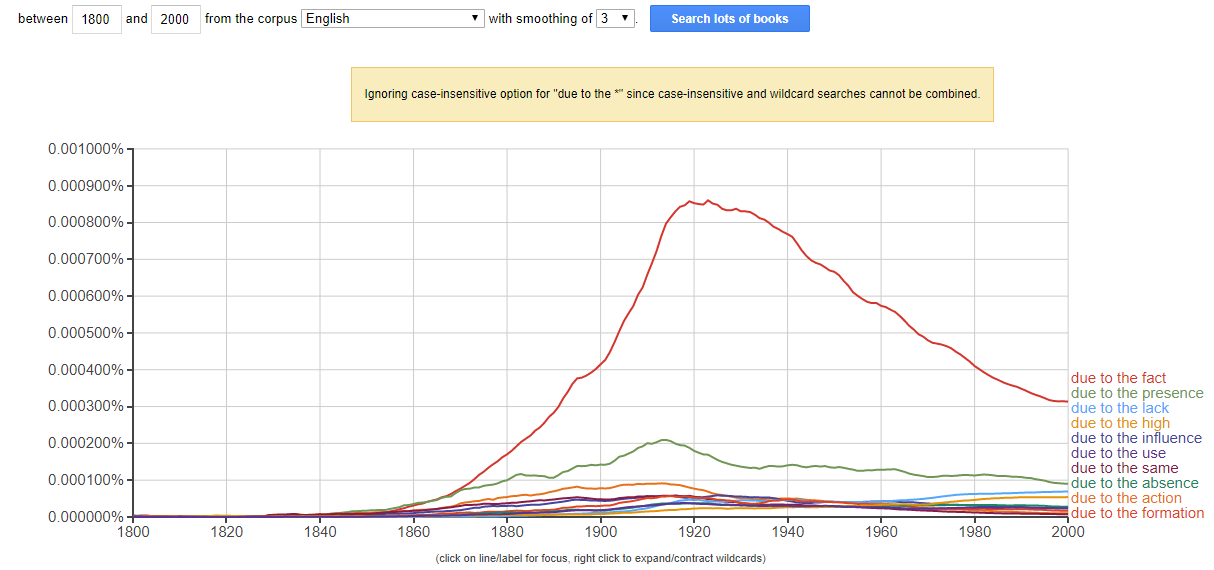 between 1800 and 2000 from the corpus English with smoothing of 3 . Search lots of books
Ignoring case-insensitive option for "due to the *" since case-insensitive and wildcard searches cannot be combined.
0.001000%
0.000900%
0.000800%
0.000700%
0.000600%
0.000500%
0.000400%
0.000300%
0.000200%
0.000100%
0.000000%
due to the fact
due to the presence
due to the lack
due to the high
due to the influence
due to the use
due to the same
due to the absence
due to the action
due to the formation
1800 1820 1840 1860 1880 1900 1920 1940 1960 1980 2000
(click on line/label for focus, right click to expand/contract wildcards)